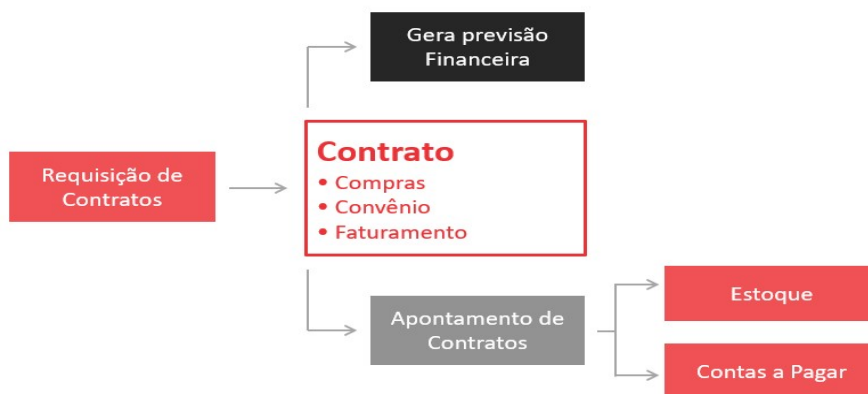 Gera previsão
Financeira
Requisição de
Contratos
Contrato
• Compras
• Convênio
• Faturamento
Apontamento de
Contratos
Estoque
Contas a Pagar